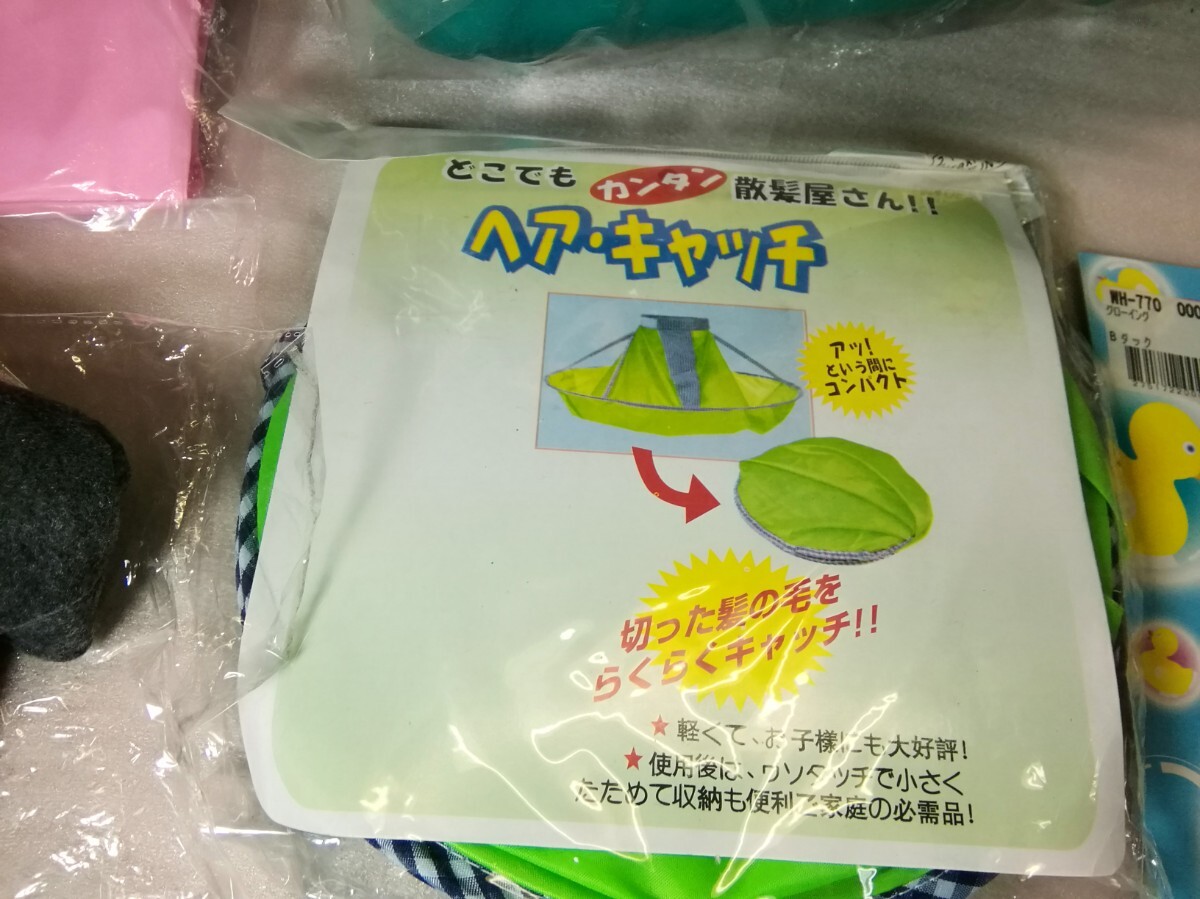 どこでも カンタン 散髪屋さん!!
ヘア・キャッチ
アッ!
という間に
コンパクト
切った髪の毛を
らくらくキャッチ!!
★軽くて、お子様にも大好評!
★使用後は、ワンタッチで小さく
たためて収納も便利で家庭の必需品!
WH-770 000
グローイング
Bダック